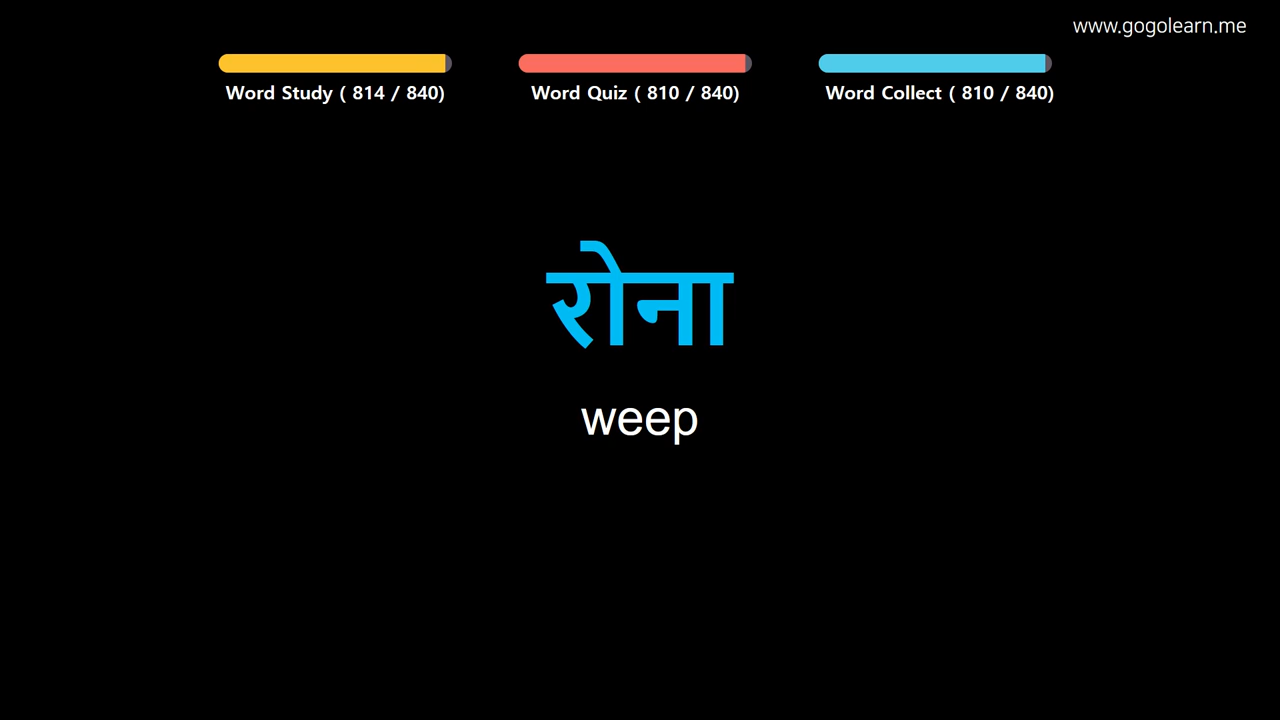 www.gogolearn.me
Word Study ( 814 / 840)
Word Quiz ( 810 / 840)
Word Collect ( 810 / 840)
रोना
weep